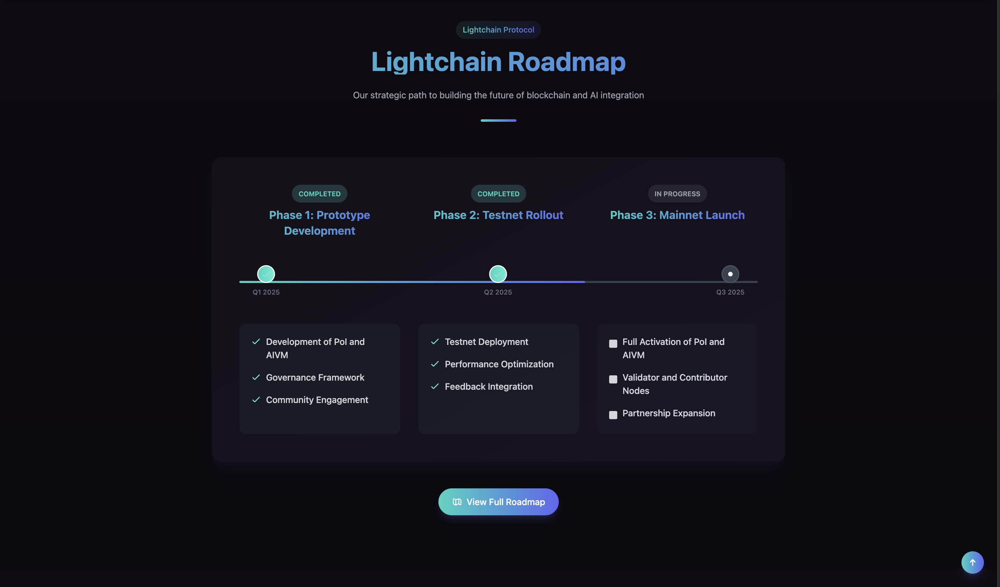 Lightchain Protocol
Lightchain Roadmap
Our strategic path to building the future of blockchain and AI integration
COMPLETED
Phase 1: Prototype
Development
COMPLETED
Phase 2: Testnet Rollout
IN PROGRESS
Phase 3: Mainnet Launch
Q1 2025
Q2 2025
Q3 2025
Development of PoI and
AIVM
Governance Framework
Community Engagement
Testnet Deployment
Performance Optimization
Feedback Integration
Full Activation of PoI and
AIVM
Validator and Contributor
Nodes
Partnership Expansion
View Full Roadmap